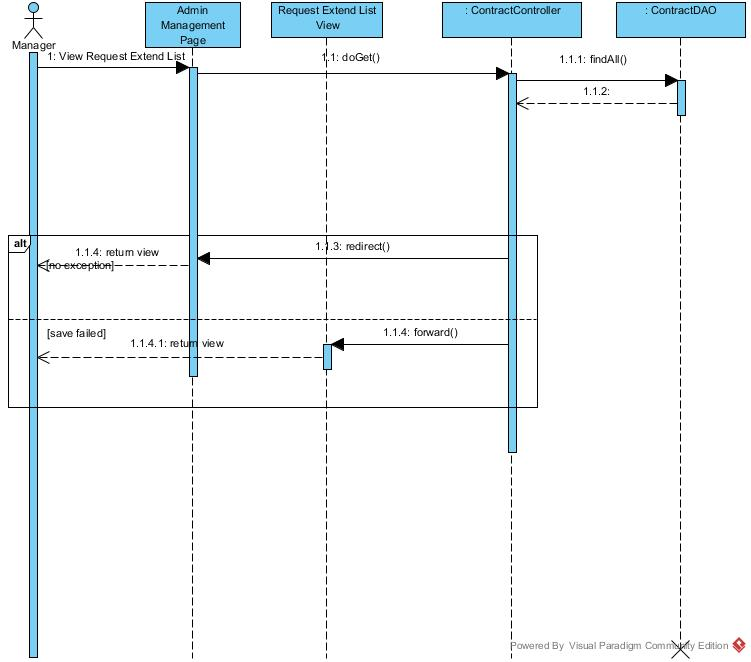 Manager
Admin
Management
Page
Request Extend List
View
: ContractController
: ContractDAO
1: View Request Extend List
1.1: doGet()
1.1.1: findAll()
1.1.2:
alt
1.1.3: redirect()
1.1.4: return view
[no exception]
[save failed]
1.1.4: forward()
1.1.4.1: return view
Powered By Visual Paradigm Community Edition